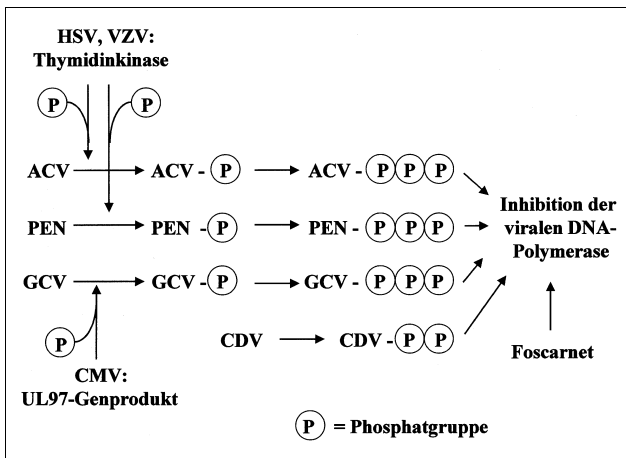 HSV, VZV:
Thymidinkinase
P P
ACV ACV - P ACV - P P P
PEN PEN - P PEN - P P P
GCV GCV - P GCV - P P P
Inhibition der
viralen DNA-
Polymerase
P
CDV CDV - P P
Foscarnet
CMV:
UL97-Genprodukt
P = Phosphatgruppe